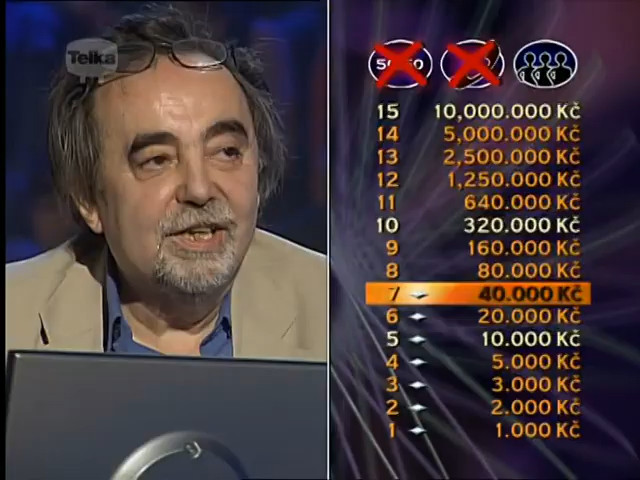 Telka
50:50
15 10,000.000 Kč
14 5,000.000 Kč
13 2,500.000 Kč
12 1,250.000 Kč
11 640.000 Kč
10 320.000 Kč
9 160.000 Kč
8 80.000 Kč
7 40.000 Kč
6 20.000 Kč
5 10.000 Kč
4 5.000 Kč
3 3.000 Kč
2 2.000 Kč
1 1.000 Kč